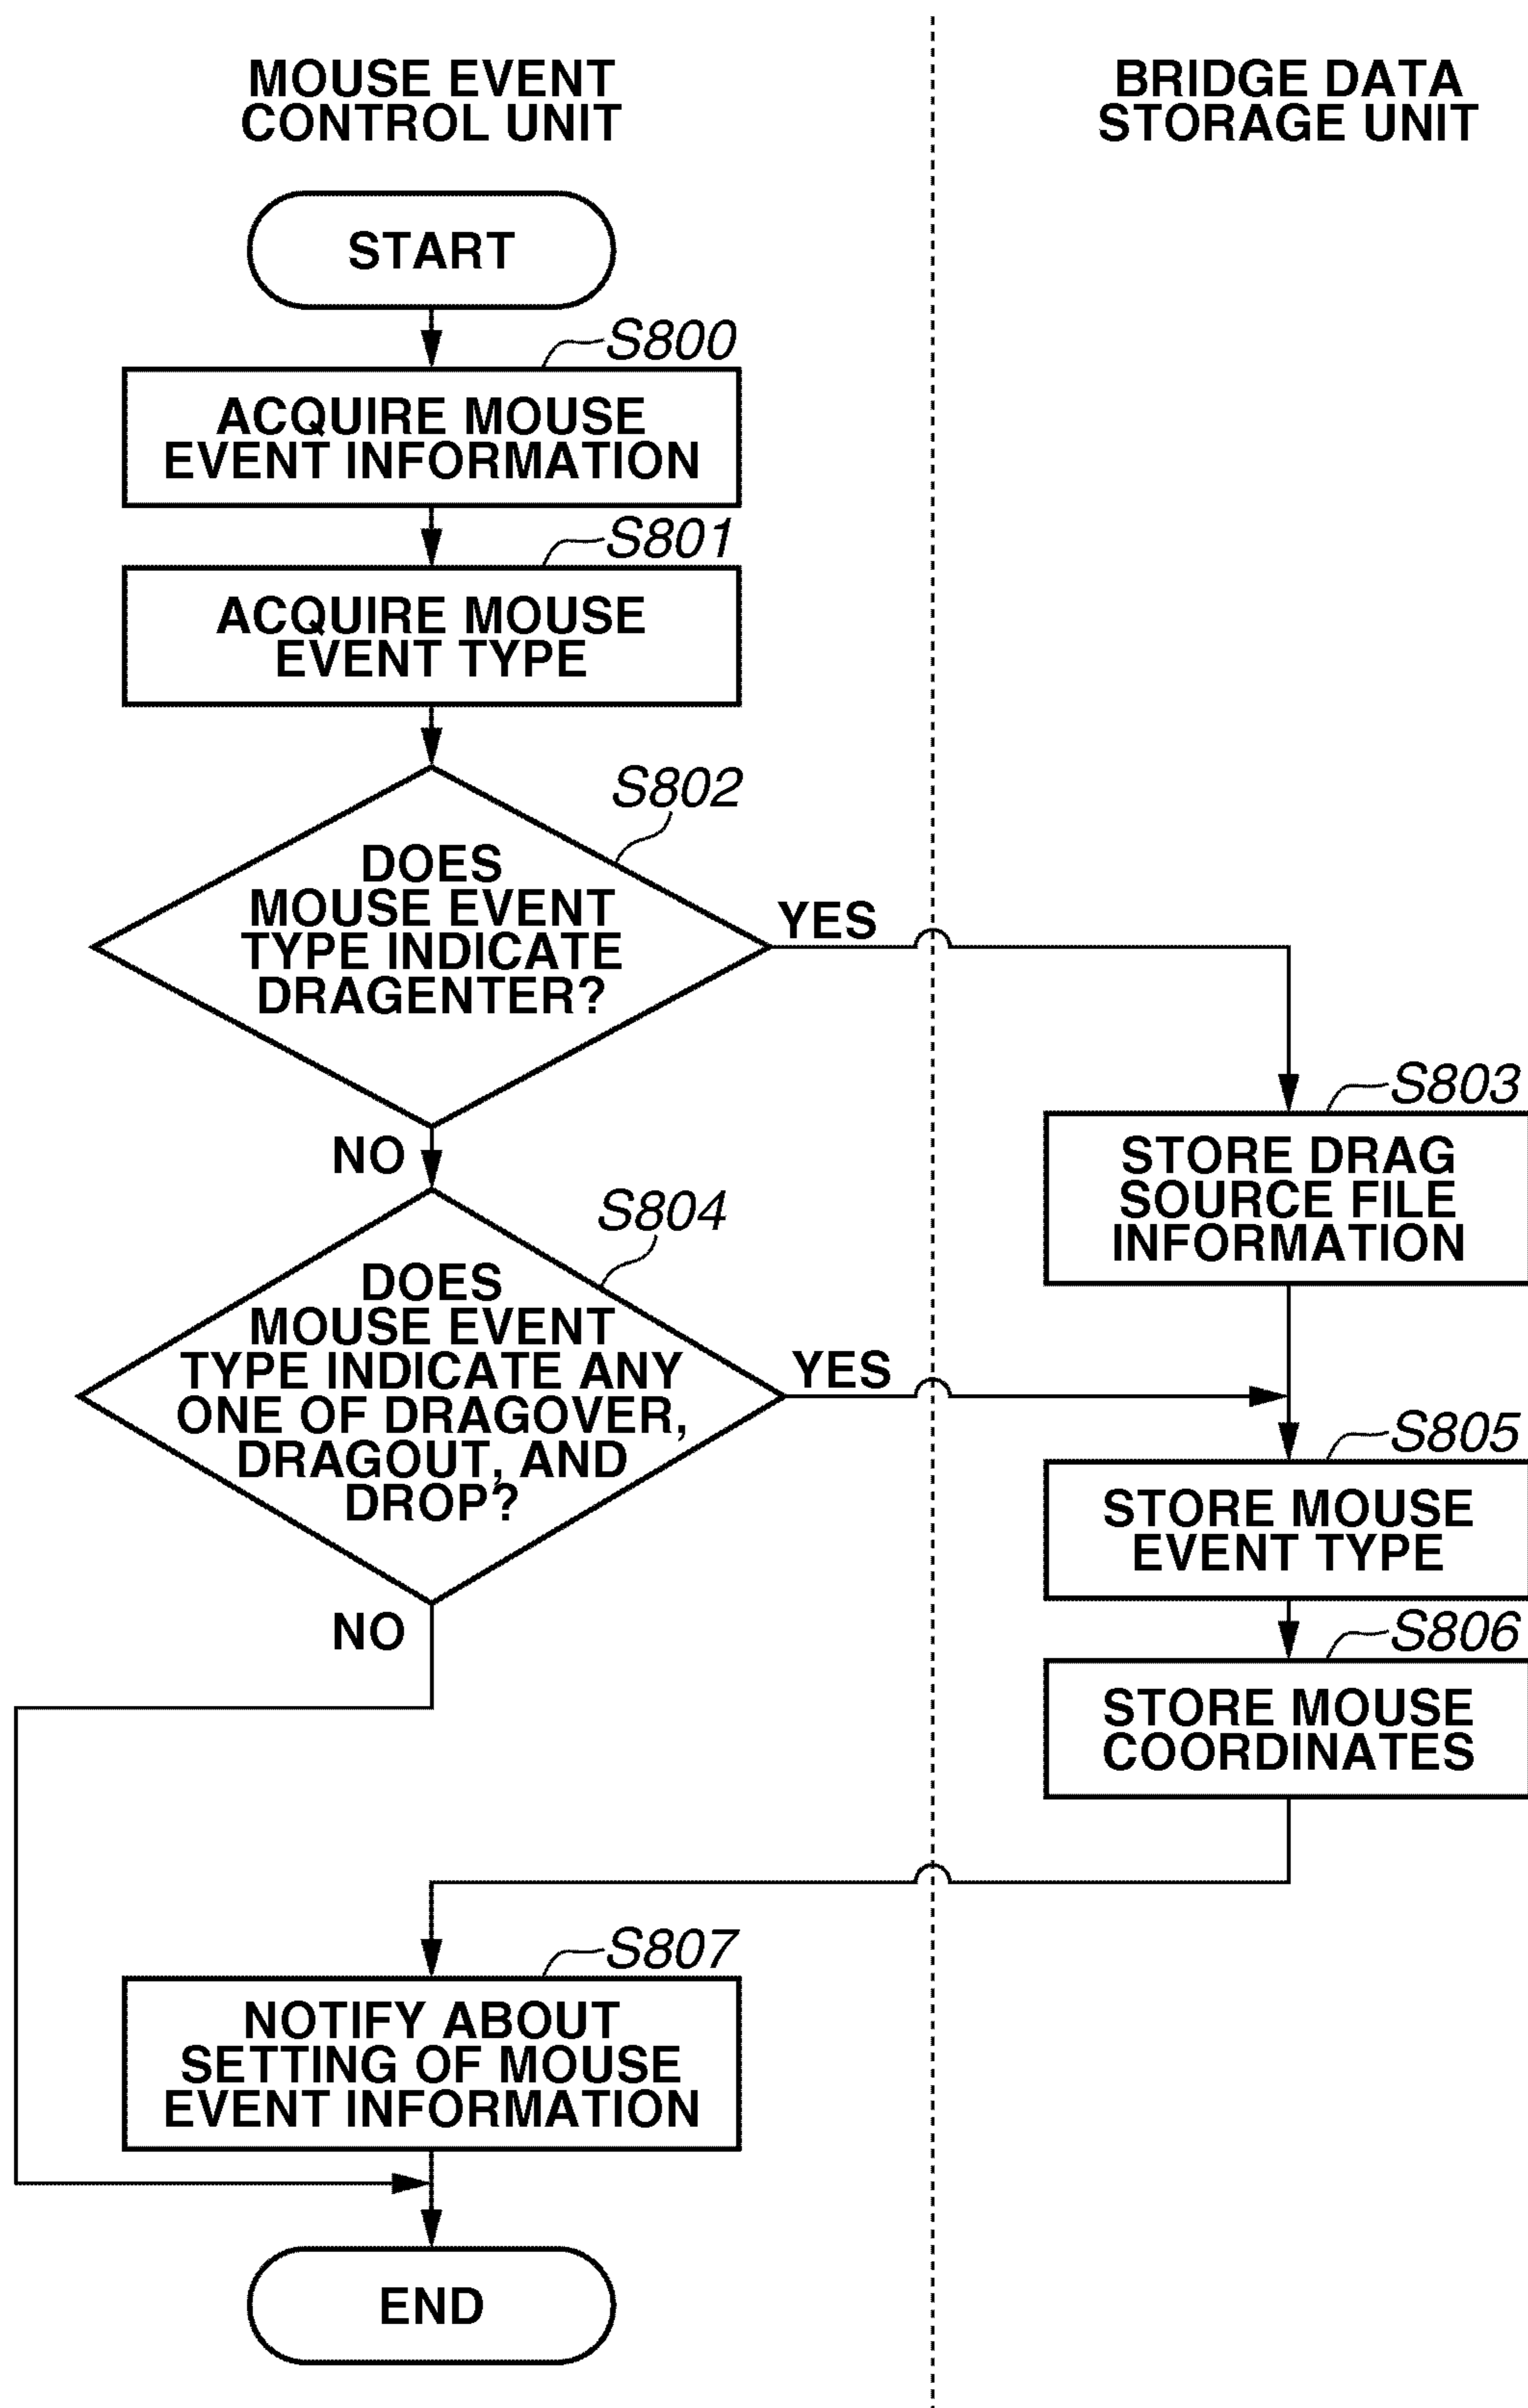 MOUSE EVENT
CONTROL UNIT
BRIDGE DATA
STORAGE UNIT
START
S800
ACQUIRE MOUSE
EVENT INFORMATION
S801
ACQUIRE MOUSE
EVENT TYPE
S802
DOES
MOUSE EVENT
TYPE INDICATE
DRAGENTER?
YES
NO
S803
STORE DRAG
SOURCE FILE
INFORMATION
S804
DOES
MOUSE EVENT
TYPE INDICATE ANY
ONE OF DRAGOVER,
DRAGOUT, AND
DROP?
YES
NO
S805
STORE MOUSE
EVENT TYPE
S806
STORE MOUSE
COORDINATES
S807
NOTIFY ABOUT
SETTING OF MOUSE
EVENT INFORMATION
END